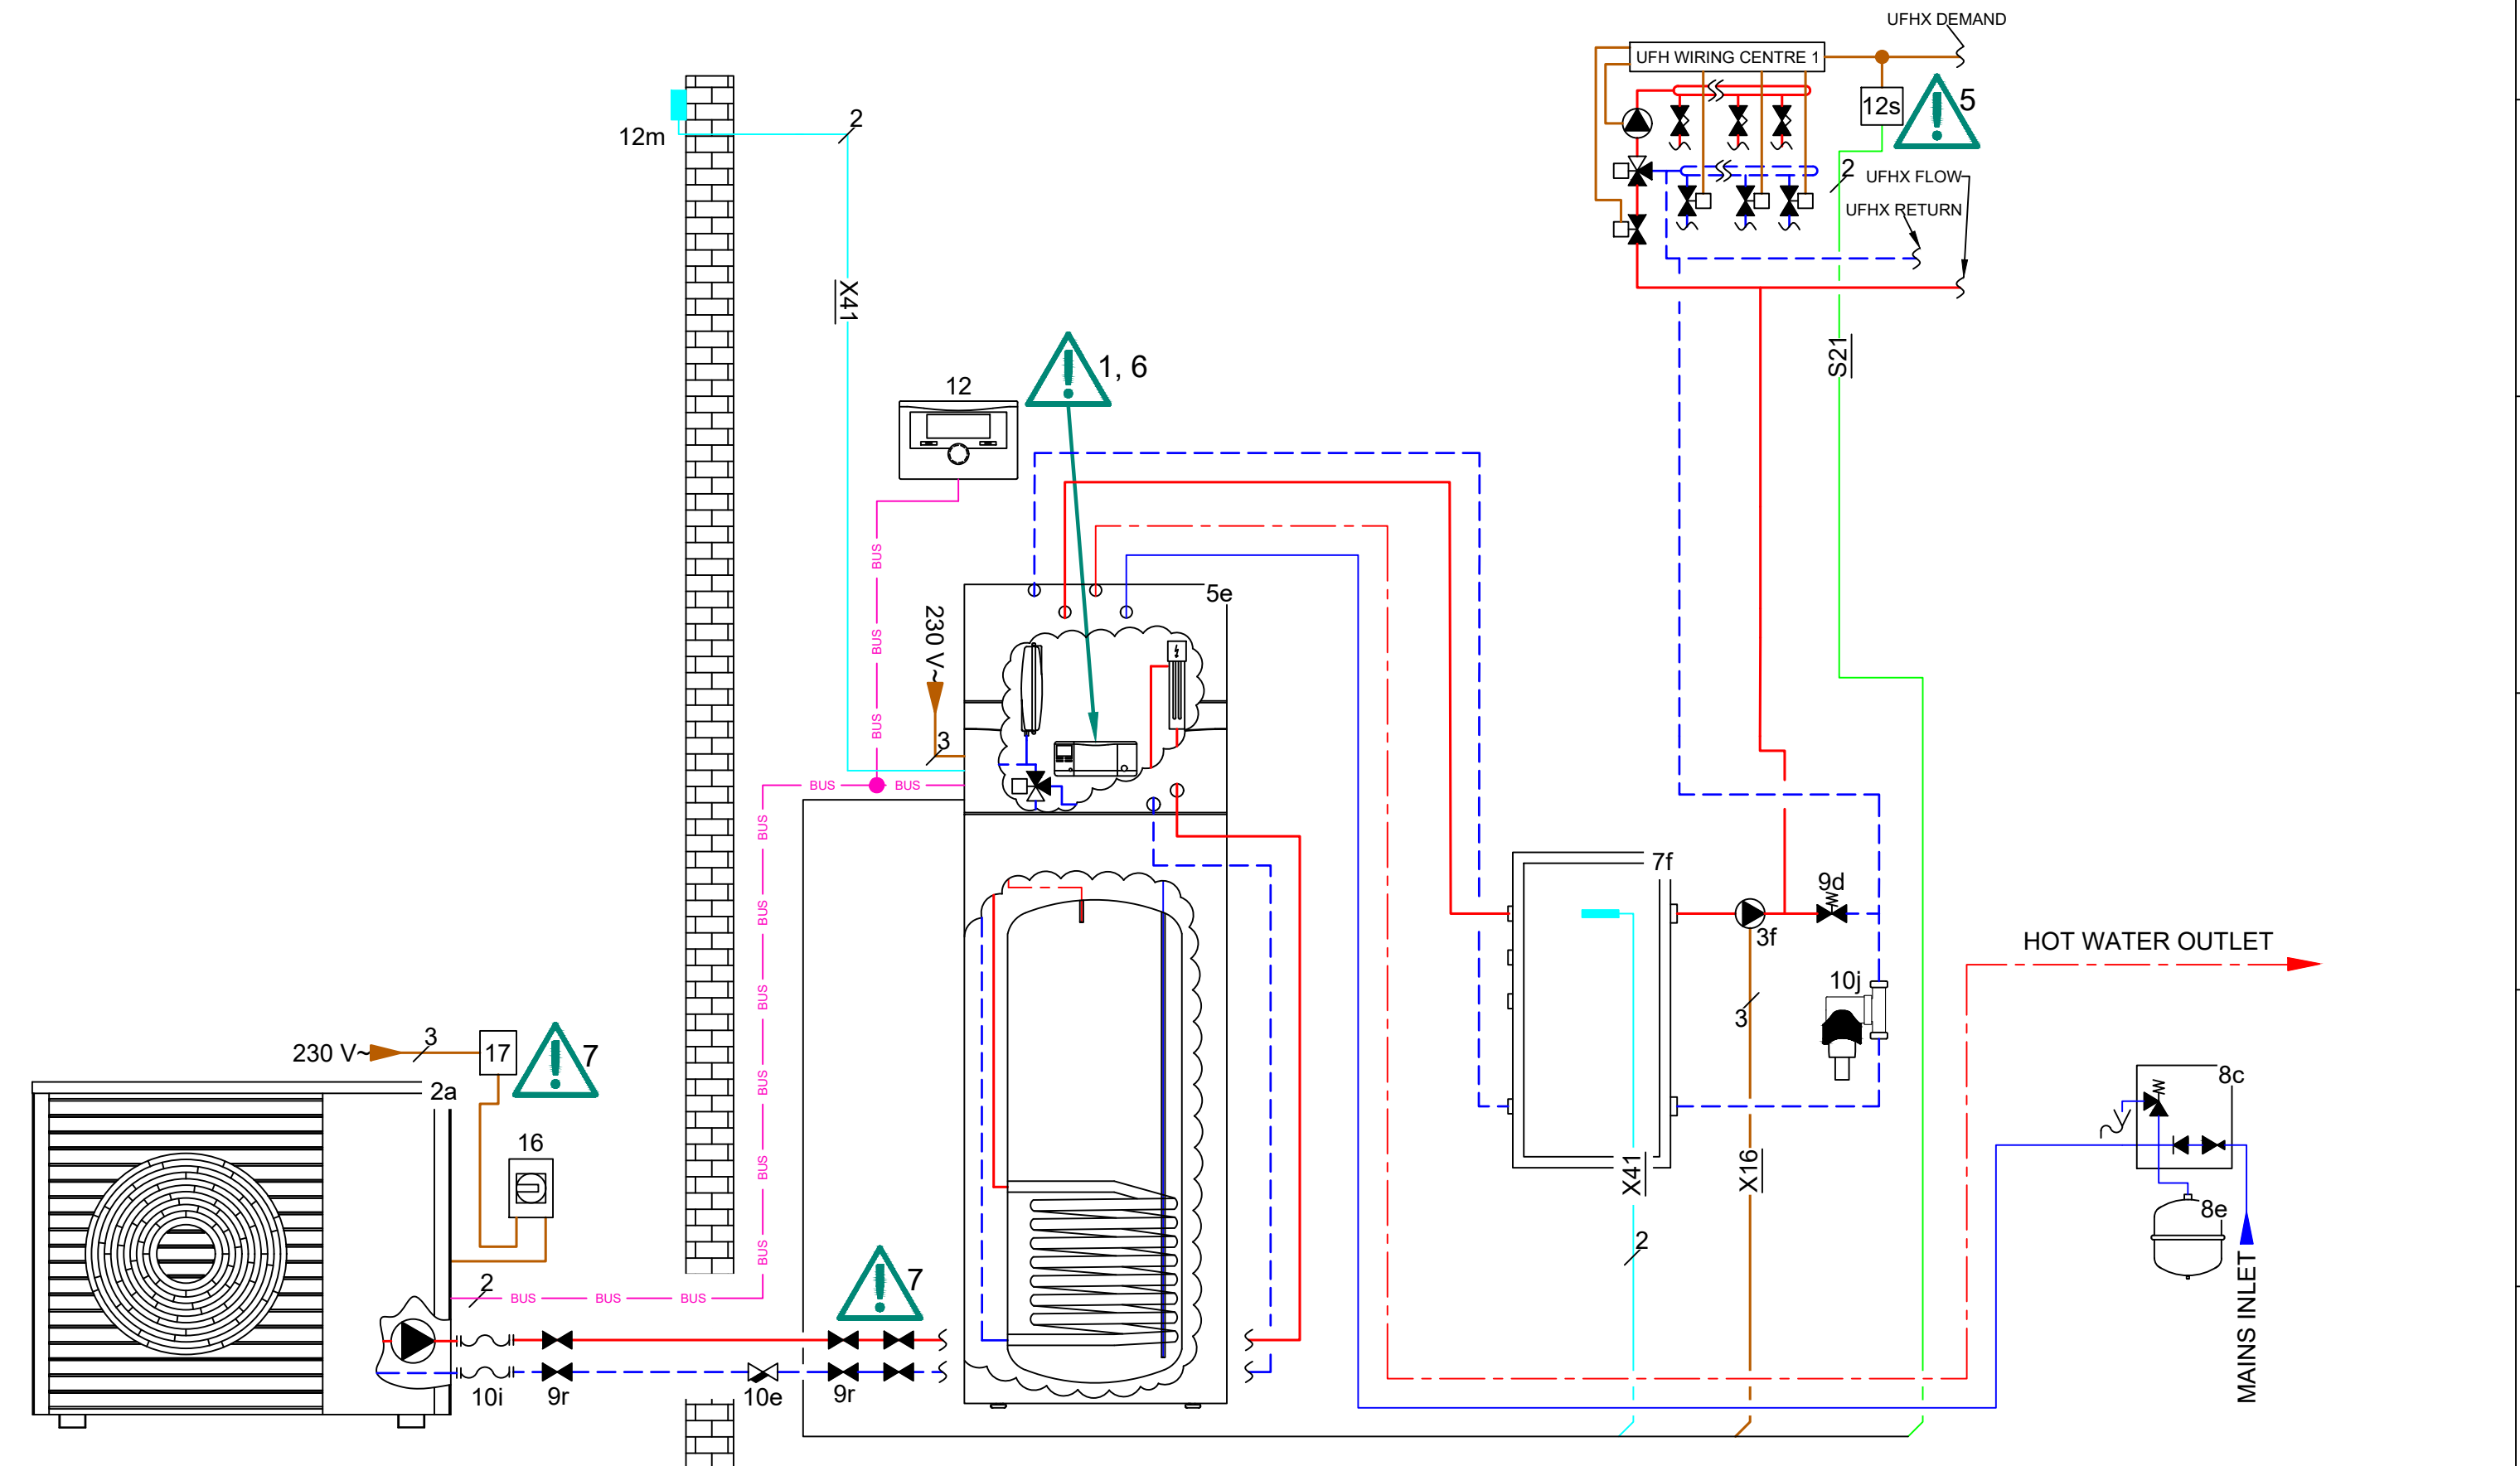 UFHX DEMAND
UFH WIRING CENTRE 1
12s
5
2
12m
2
UFHX FLOW
UFHX RETURN
X41
S21
1, 6
12
BUS
5e
230 V~
BUS
BUS
3
BUS
BUS
BUS
7f
9d
BUS
3f
HOT WATER OUTLET
10j
BUS
3
230 V~
3
17
7
2a
BUS
8c
16
X41
X16
BUS
8e
2
BUS
MAINS INLET
2
BUS
BUS
BUS
7
10i
9r
10e
9r